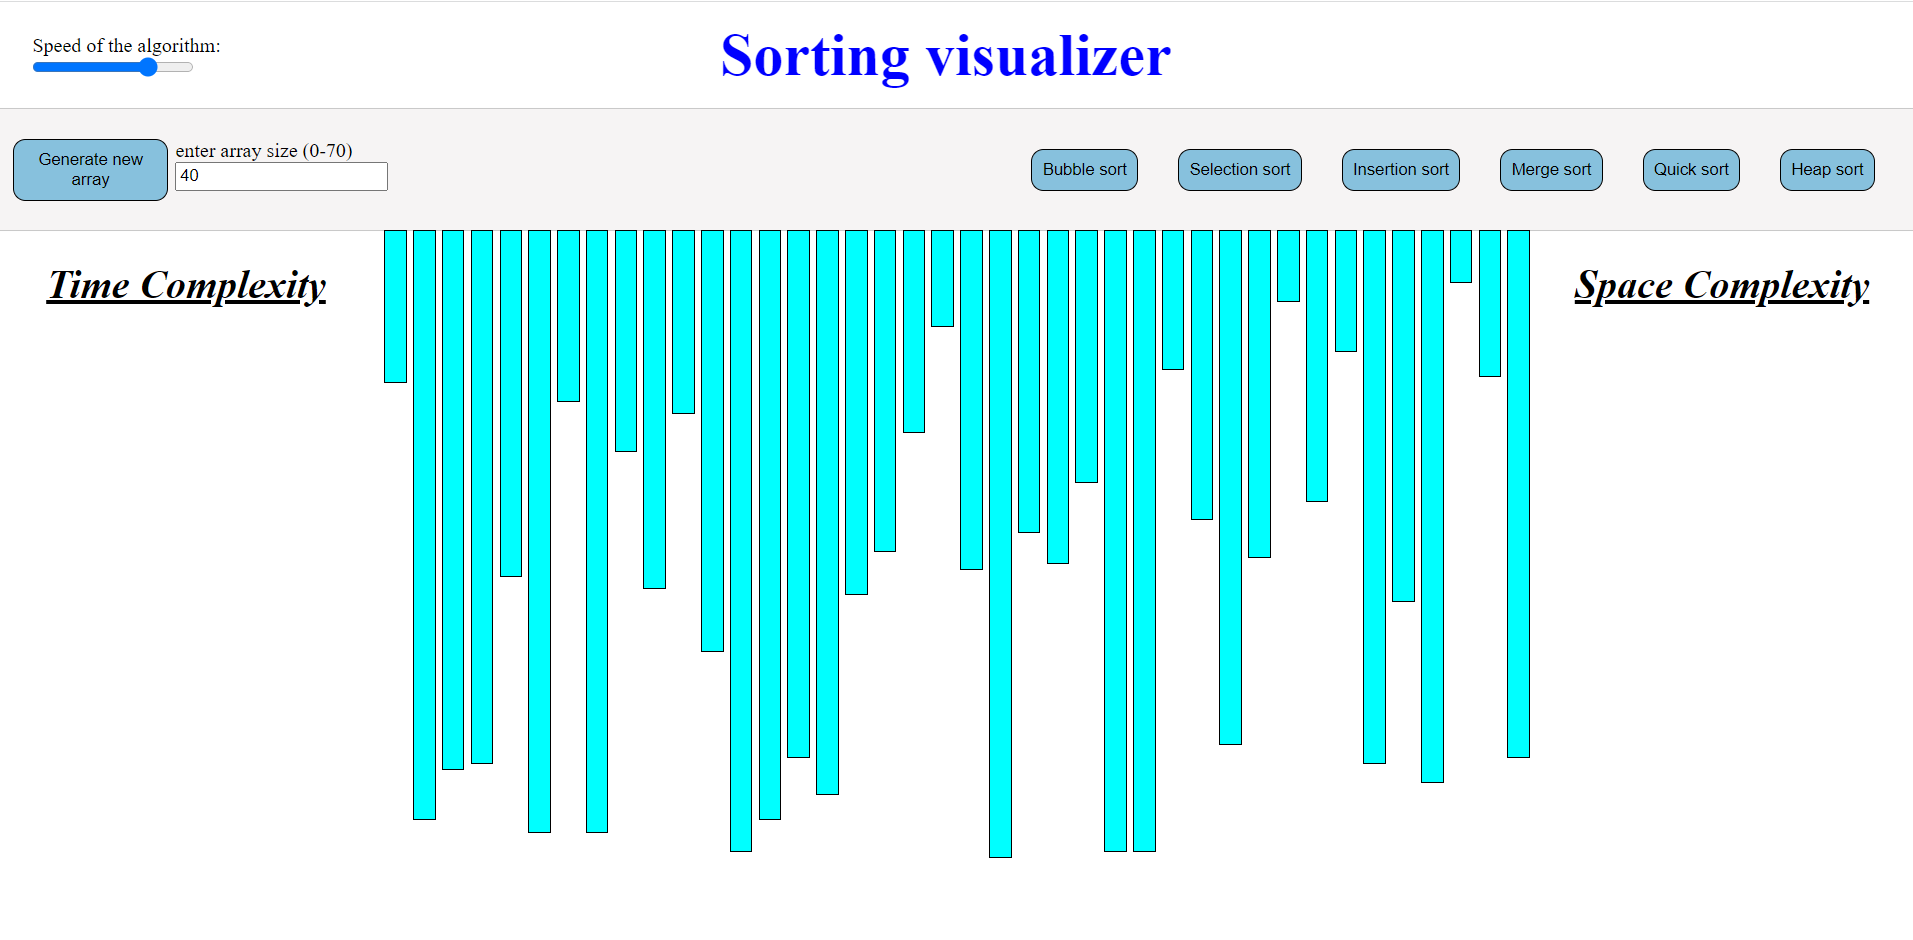 Speed of the algorithm:
Sorting visualizer
Generate new
array
enter array size (0-70)
40
Bubble sort
Selection sort
Insertion sort
Merge sort
Quick sort
Heap sort
Time Complexity
Space Complexity